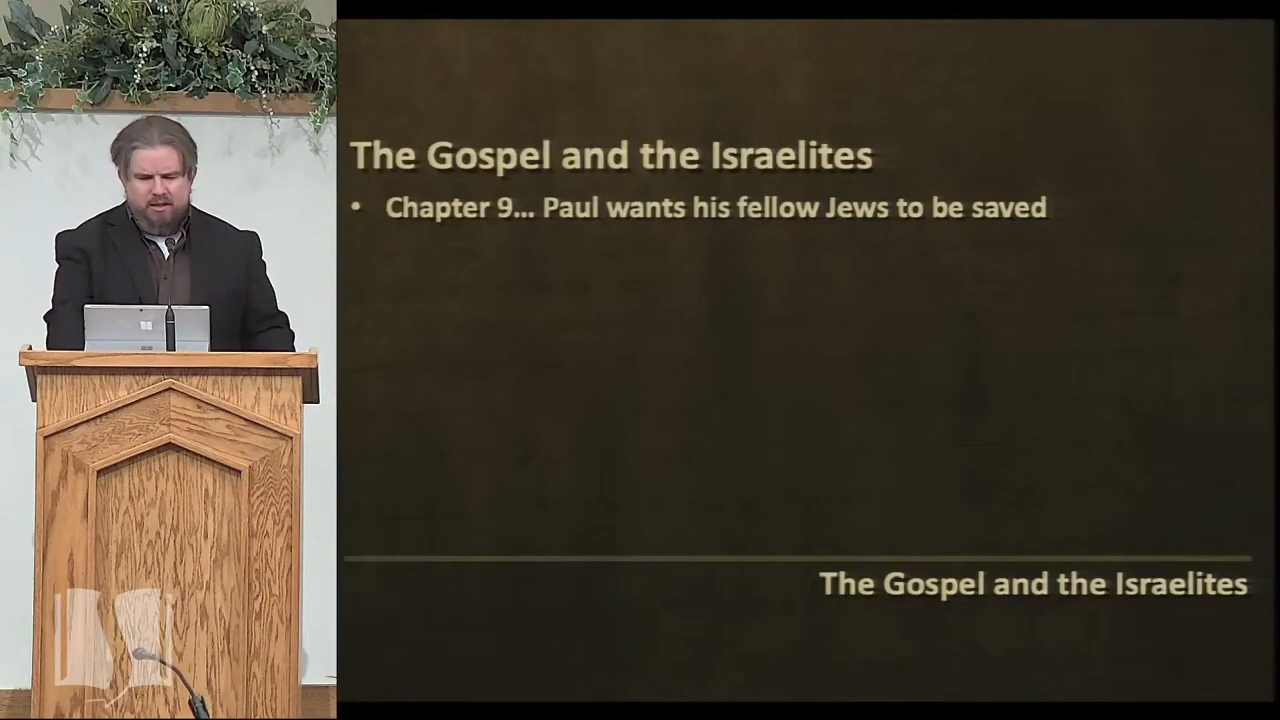 The Gospel and the Israelites
• Chapter 9... Paul wants his fellow Jews to be saved
The Gospel and the Israelites